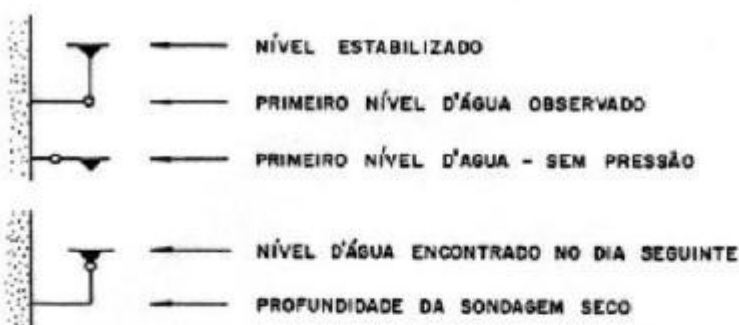 NÍVEL ESTABILIZADO
PRIMEIRO NÍVEL D'ÁGUA OBSERVADO
PRIMEIRO NÍVEL D'AGUA - SEM PRESSÃO
NÍVEL D'ÁGUA ENCONTRADO NO DIA SEGUINTE
PROFUNDIDADE DA SONDAGEM SECO